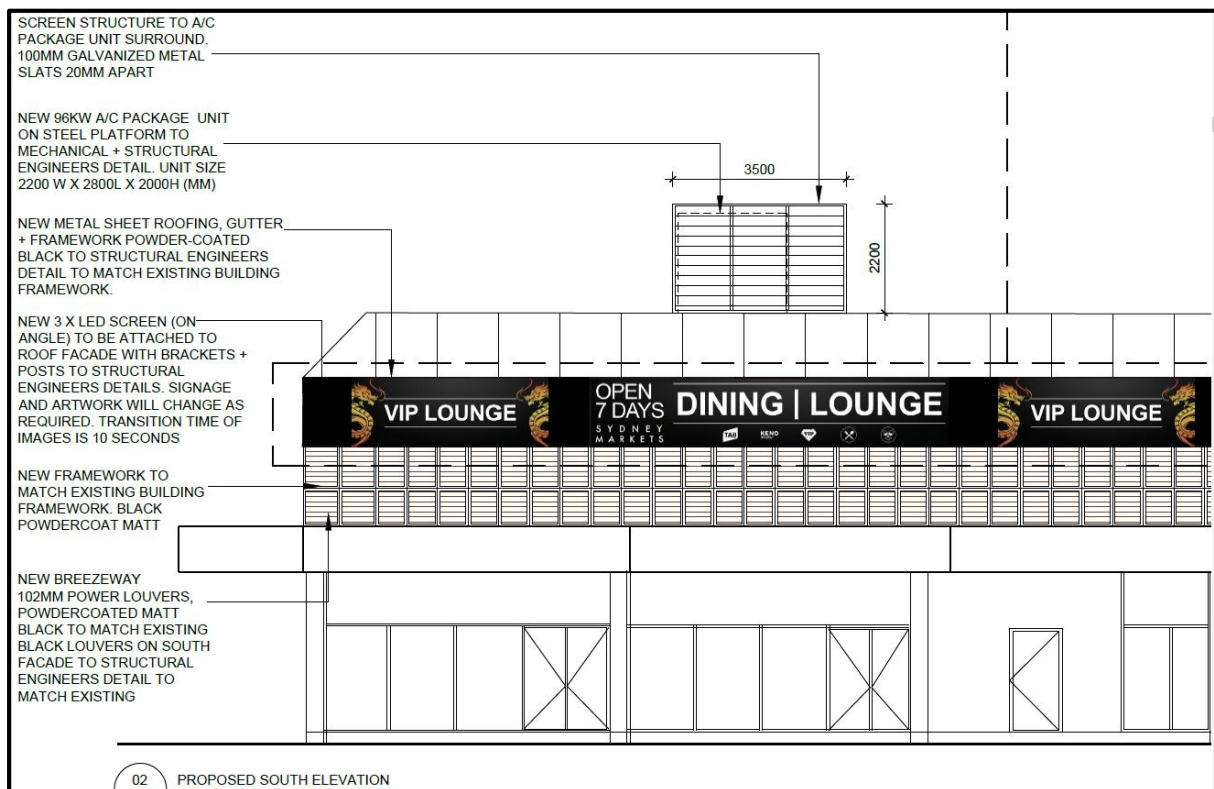 SCREEN STRUCTURE TO A/C
PACKAGE UNIT SURROUND.
100MM GALVANIZED METAL
SLATS 20MM APART
NEW 96KW A/C PACKAGE UNIT
ON STEEL PLATFORM TO
MECHANICAL + STRUCTURAL
ENGINEERS DETAIL. UNIT SIZE
2200 W X 2800L X 2000H (MM)
3500
2200
NEW METAL SHEET ROOFING, GUTTER
+ FRAMEWORK POWDER-COATED
BLACK TO STRUCTURAL ENGINEERS
DETAIL TO MATCH EXISTING BUILDING
FRAMEWORK.
NEW 3 X LED SCREEN (ON
ANGLE) TO BE ATTACHED TO
ROOF FACADE WITH BRACKETS +
POSTS TO STRUCTURAL
ENGINEERS DETAILS. SIGNAGE
AND ARTWORK WILL CHANGE AS
REQUIRED. TRANSITION TIME OF
IMAGES IS 10 SECONDS
VIP LOUNGE
OPEN
7 DAYS
SYDNEY
MARKETS
DINING | LOUNGE
TAB
KENO
VIP
VIP LOUNGE
NEW FRAMEWORK TO
MATCH EXISTING BUILDING
FRAMEWORK. BLACK
POWDERCOAT MATT
NEW BREEZEWAY
102MM POWER LOUVERS,
POWDERCOATED MATT
BLACK TO MATCH EXISTING
BLACK LOUVERS ON SOUTH
FACADE TO STRUCTURAL
ENGINEERS DETAIL TO
MATCH EXISTING
02 PROPOSED SOUTH ELEVATION